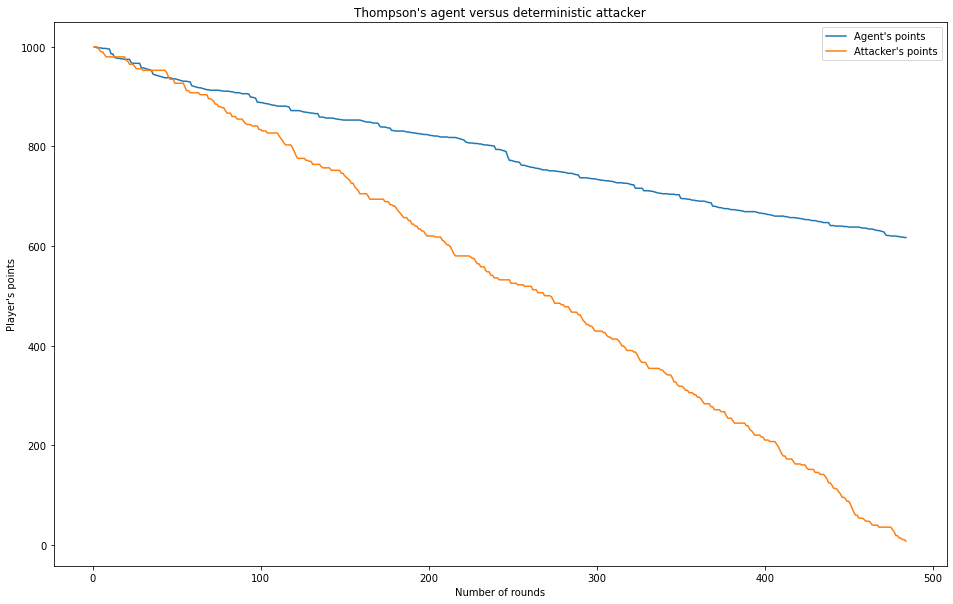 Thompson's agent versus deterministic attacker
Agent's points
Attacker's points
Player's points
1000
800
600
400
200
0
0 100 200 300 400 500
Number of rounds